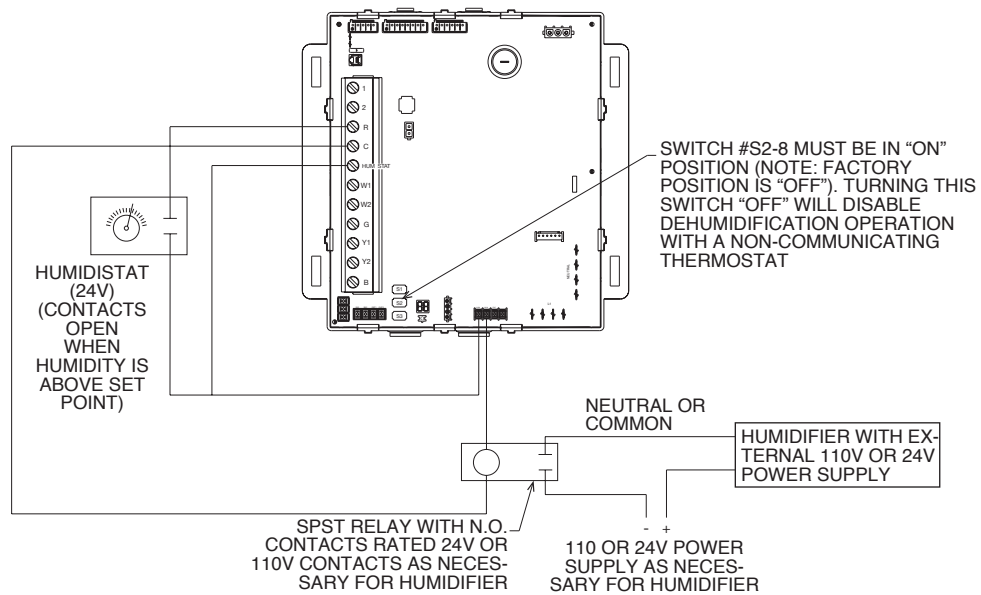 1
2
R
C
HUM STAT
W1
W2
G
Y1
Y2
B
S1
S2
S3
NEUTRAL
SWITCH #S2-8 MUST BE IN “ON”
POSITION (NOTE: FACTORY
POSITION IS “OFF”). TURNING THIS
SWITCH “OFF” WILL DISABLE
DEHUMIDIFICATION OPERATION
WITH A NON-COMMUNICATING
THERMOSTAT
HUMIDISTAT
(24V)
(CONTACTS
OPEN
WHEN
HUMIDITY IS
ABOVE SET
POINT)
NEUTRAL OR
COMMON
HUMIDIFIER WITH EX-
TERNAL 110V OR 24V
POWER SUPPLY
SPST RELAY WITH N.O.
CONTACTS RATED 24V OR
110V CONTACTS AS NECES-
SARY FOR HUMIDIFIER
- +
110 OR 24V POWER
SUPPLY AS NECES-
SARY FOR HUMIDIFIER